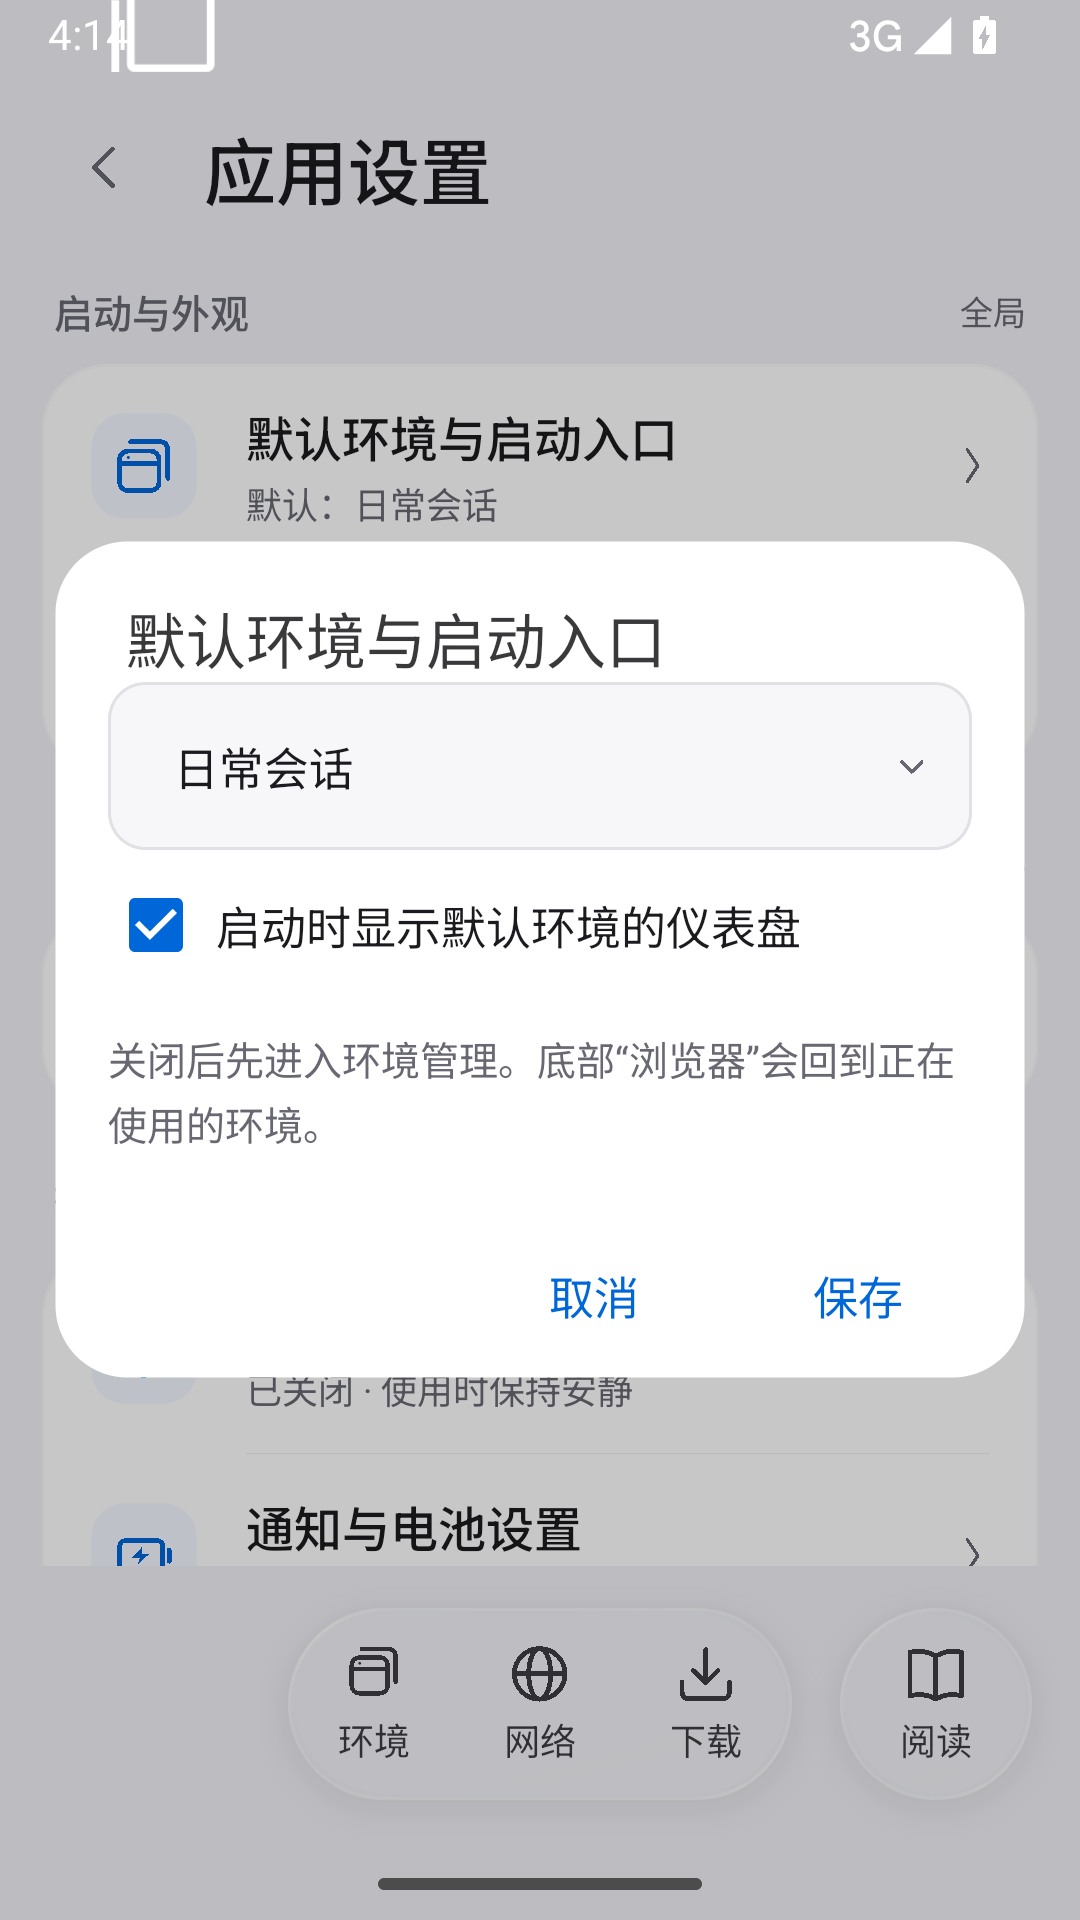 4:14
3G
应用设置
启动与外观
全局
默认环境与启动入口
默认：日常会话
默认环境与启动入口
日常会话
启动时显示默认环境的仪表盘
关闭后先进入环境管理。底部“浏览器”会回到正在
使用的环境。
取消
保存
已关闭 · 使用时保持安静
通知与电池设置
环境
网络
下载
阅读